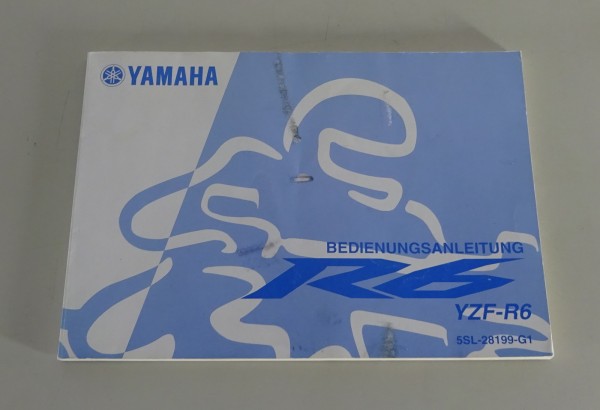 YAMAHA
BEDIENUNGSANLEITUNG
R6
YZF-R6
5SL-28199-G1